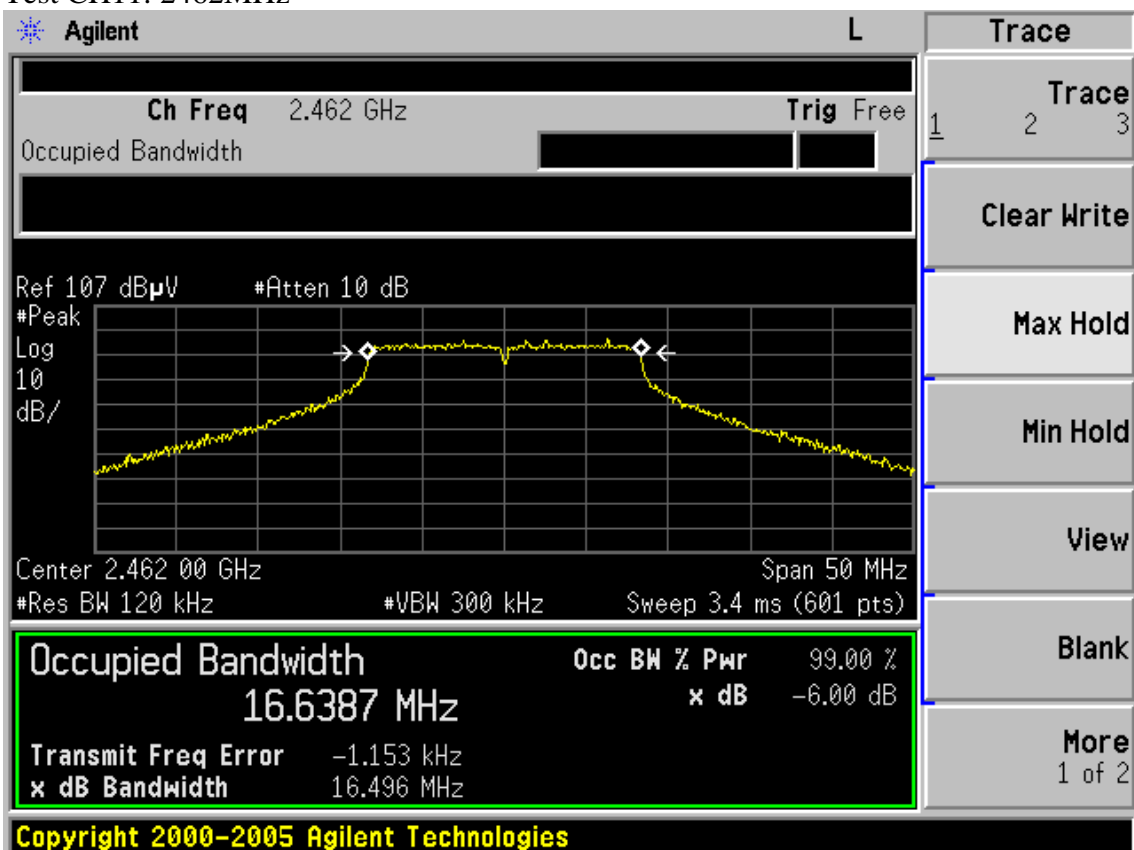 Agilent L Trace
Ch Freq 2.462 GHz Trig Free
Occupied Bandwidth
Trace
1 2 3
Clear Write
Ref 107 dBµV #Atten 10 dB
#Peak
Log
10
dB/
Max Hold
Min Hold
View
Center 2.462 00 GHz Span 50 MHz
#Res BW 120 kHz #VBW 300 kHz Sweep 3.4 ms (601 pts)
Occupied Bandwidth Occ BW % Pwr 99.00 %
16.6387 MHz x dB -6.00 dB
Blank
Transmit Freq Error -1.153 kHz
x dB Bandwidth 16.496 MHz
More
1 of 2
Copyright 2000-2005 Agilent Technologies